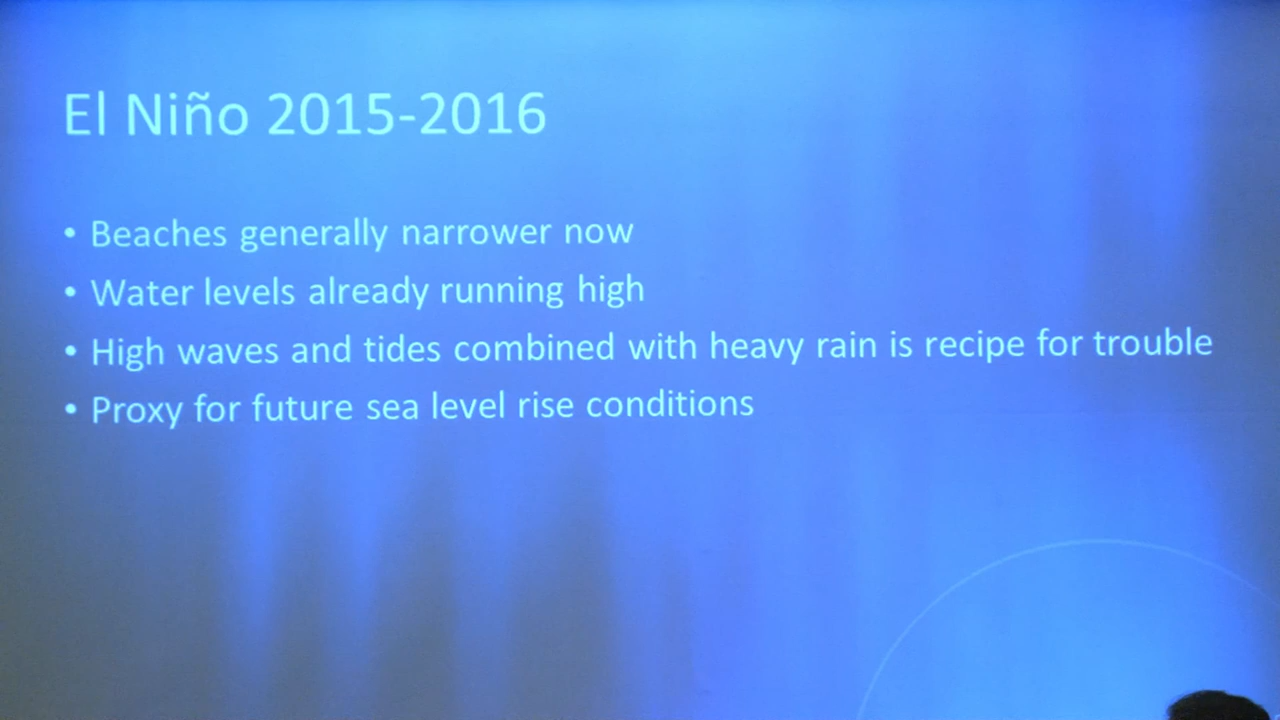 El Niño 2015-2016
• Beaches generally narrower now
• Water levels already running high
• High waves and tides combined with heavy rain is recipe for trouble
• Proxy for future sea level rise conditions